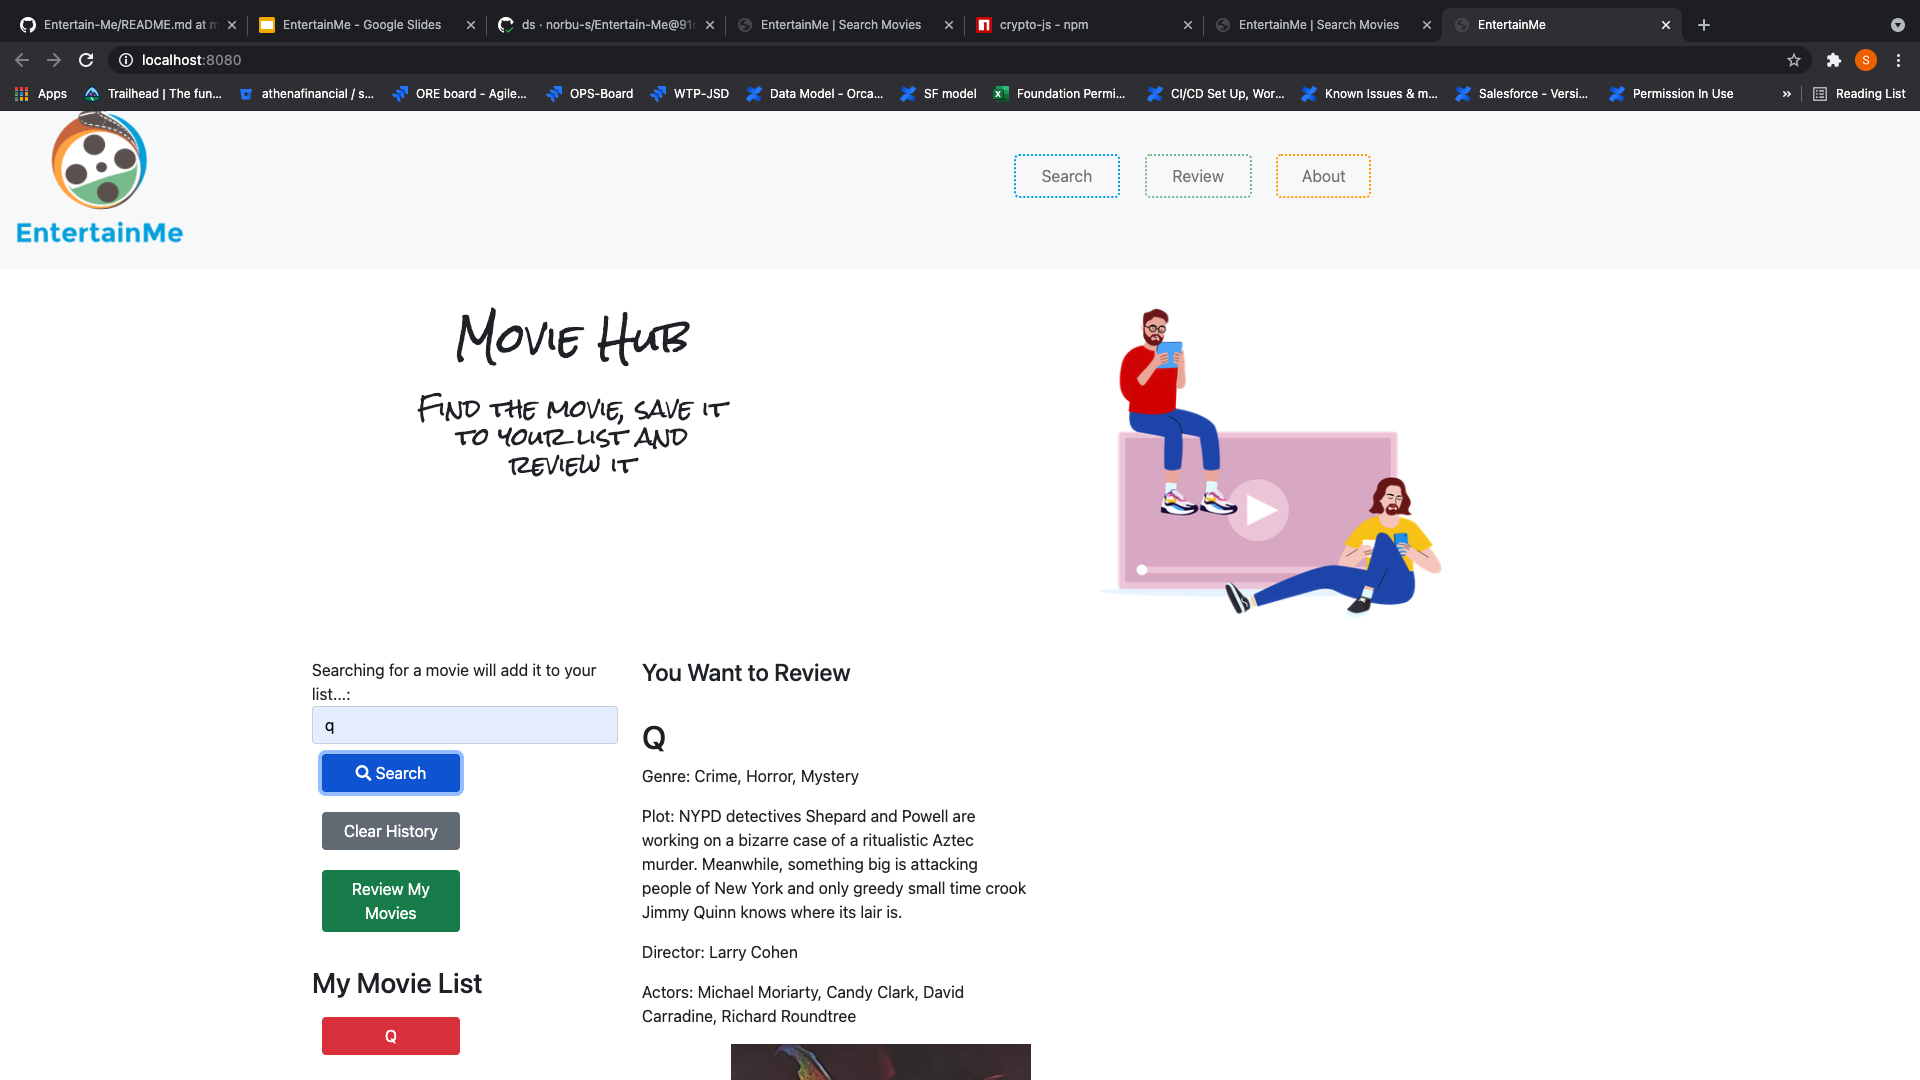 Entertain-Me/README.md at m
EntertainMe - Google Slides
ds · norbu-s/Entertain-Me@91
EntertainMe | Search Movies
crypto-js - npm
EntertainMe | Search Movies
EntertainMe
localhost:8080
S
Apps
Trailhead | The fun...
athenafinancial / s...
ORE board - Agile...
OPS-Board
WTP-JSD
Data Model - Orca...
SF model
Foundation Permi...
CI/CD Set Up, Wor...
Known Issues & m...
Salesforce - Versi...
Permission In Use
»
Reading List
EntertainMe
Search
Review
About
Movie Hub
Find the movie, save it
to your list and
review it
Searching for a movie will add it to your
list...:
q
Search
Clear History
Review My
Movies
My Movie List
Q
You Want to Review
Q
Genre: Crime, Horror, Mystery
Plot: NYPD detectives Shepard and Powell are
working on a bizarre case of a ritualistic Aztec
murder. Meanwhile, something big is attacking
people of New York and only greedy small time crook
Jimmy Quinn knows where its lair is.
Director: Larry Cohen
Actors: Michael Moriarty, Candy Clark, David
Carradine, Richard Roundtree